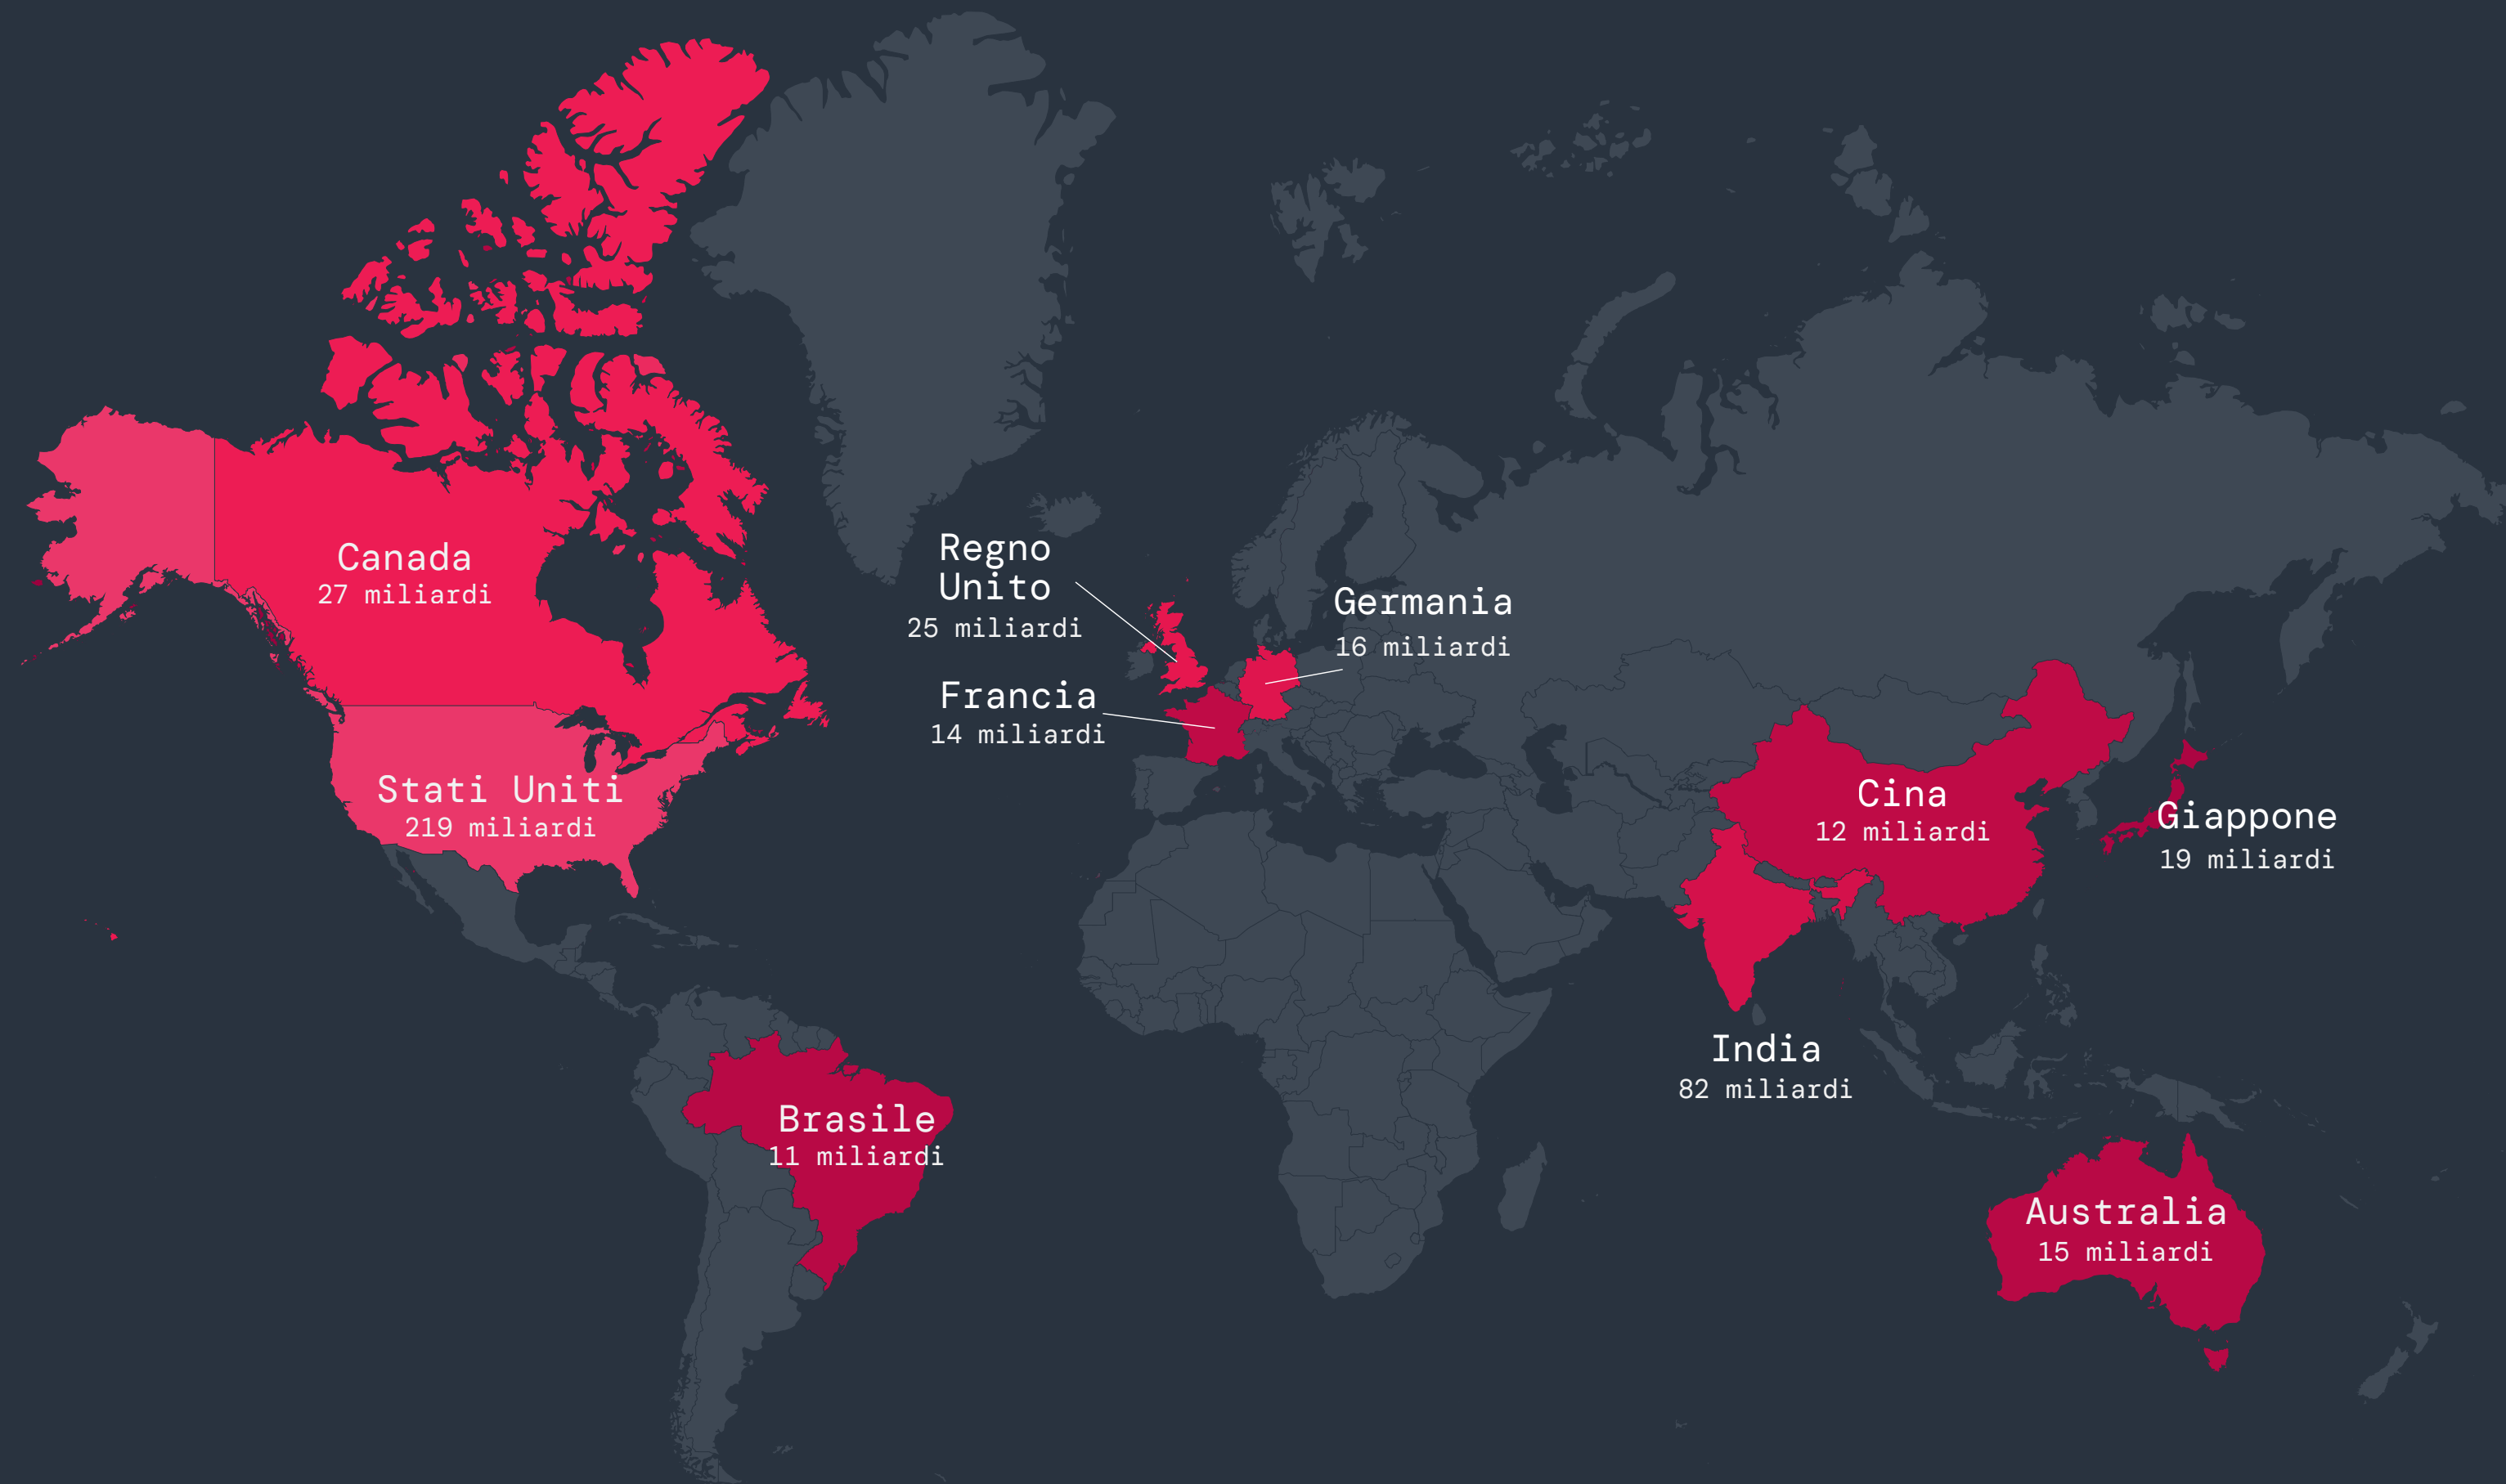 Canada
27 miliardi
Stati Uniti
219 miliardi
Regno
Unito
25 miliardi
Germania
16 miliardi
Francia
14 miliardi
Cina
12 miliardi
Giappone
19 miliardi
India
82 miliardi
Brasile
11 miliardi
Australia
15 miliardi